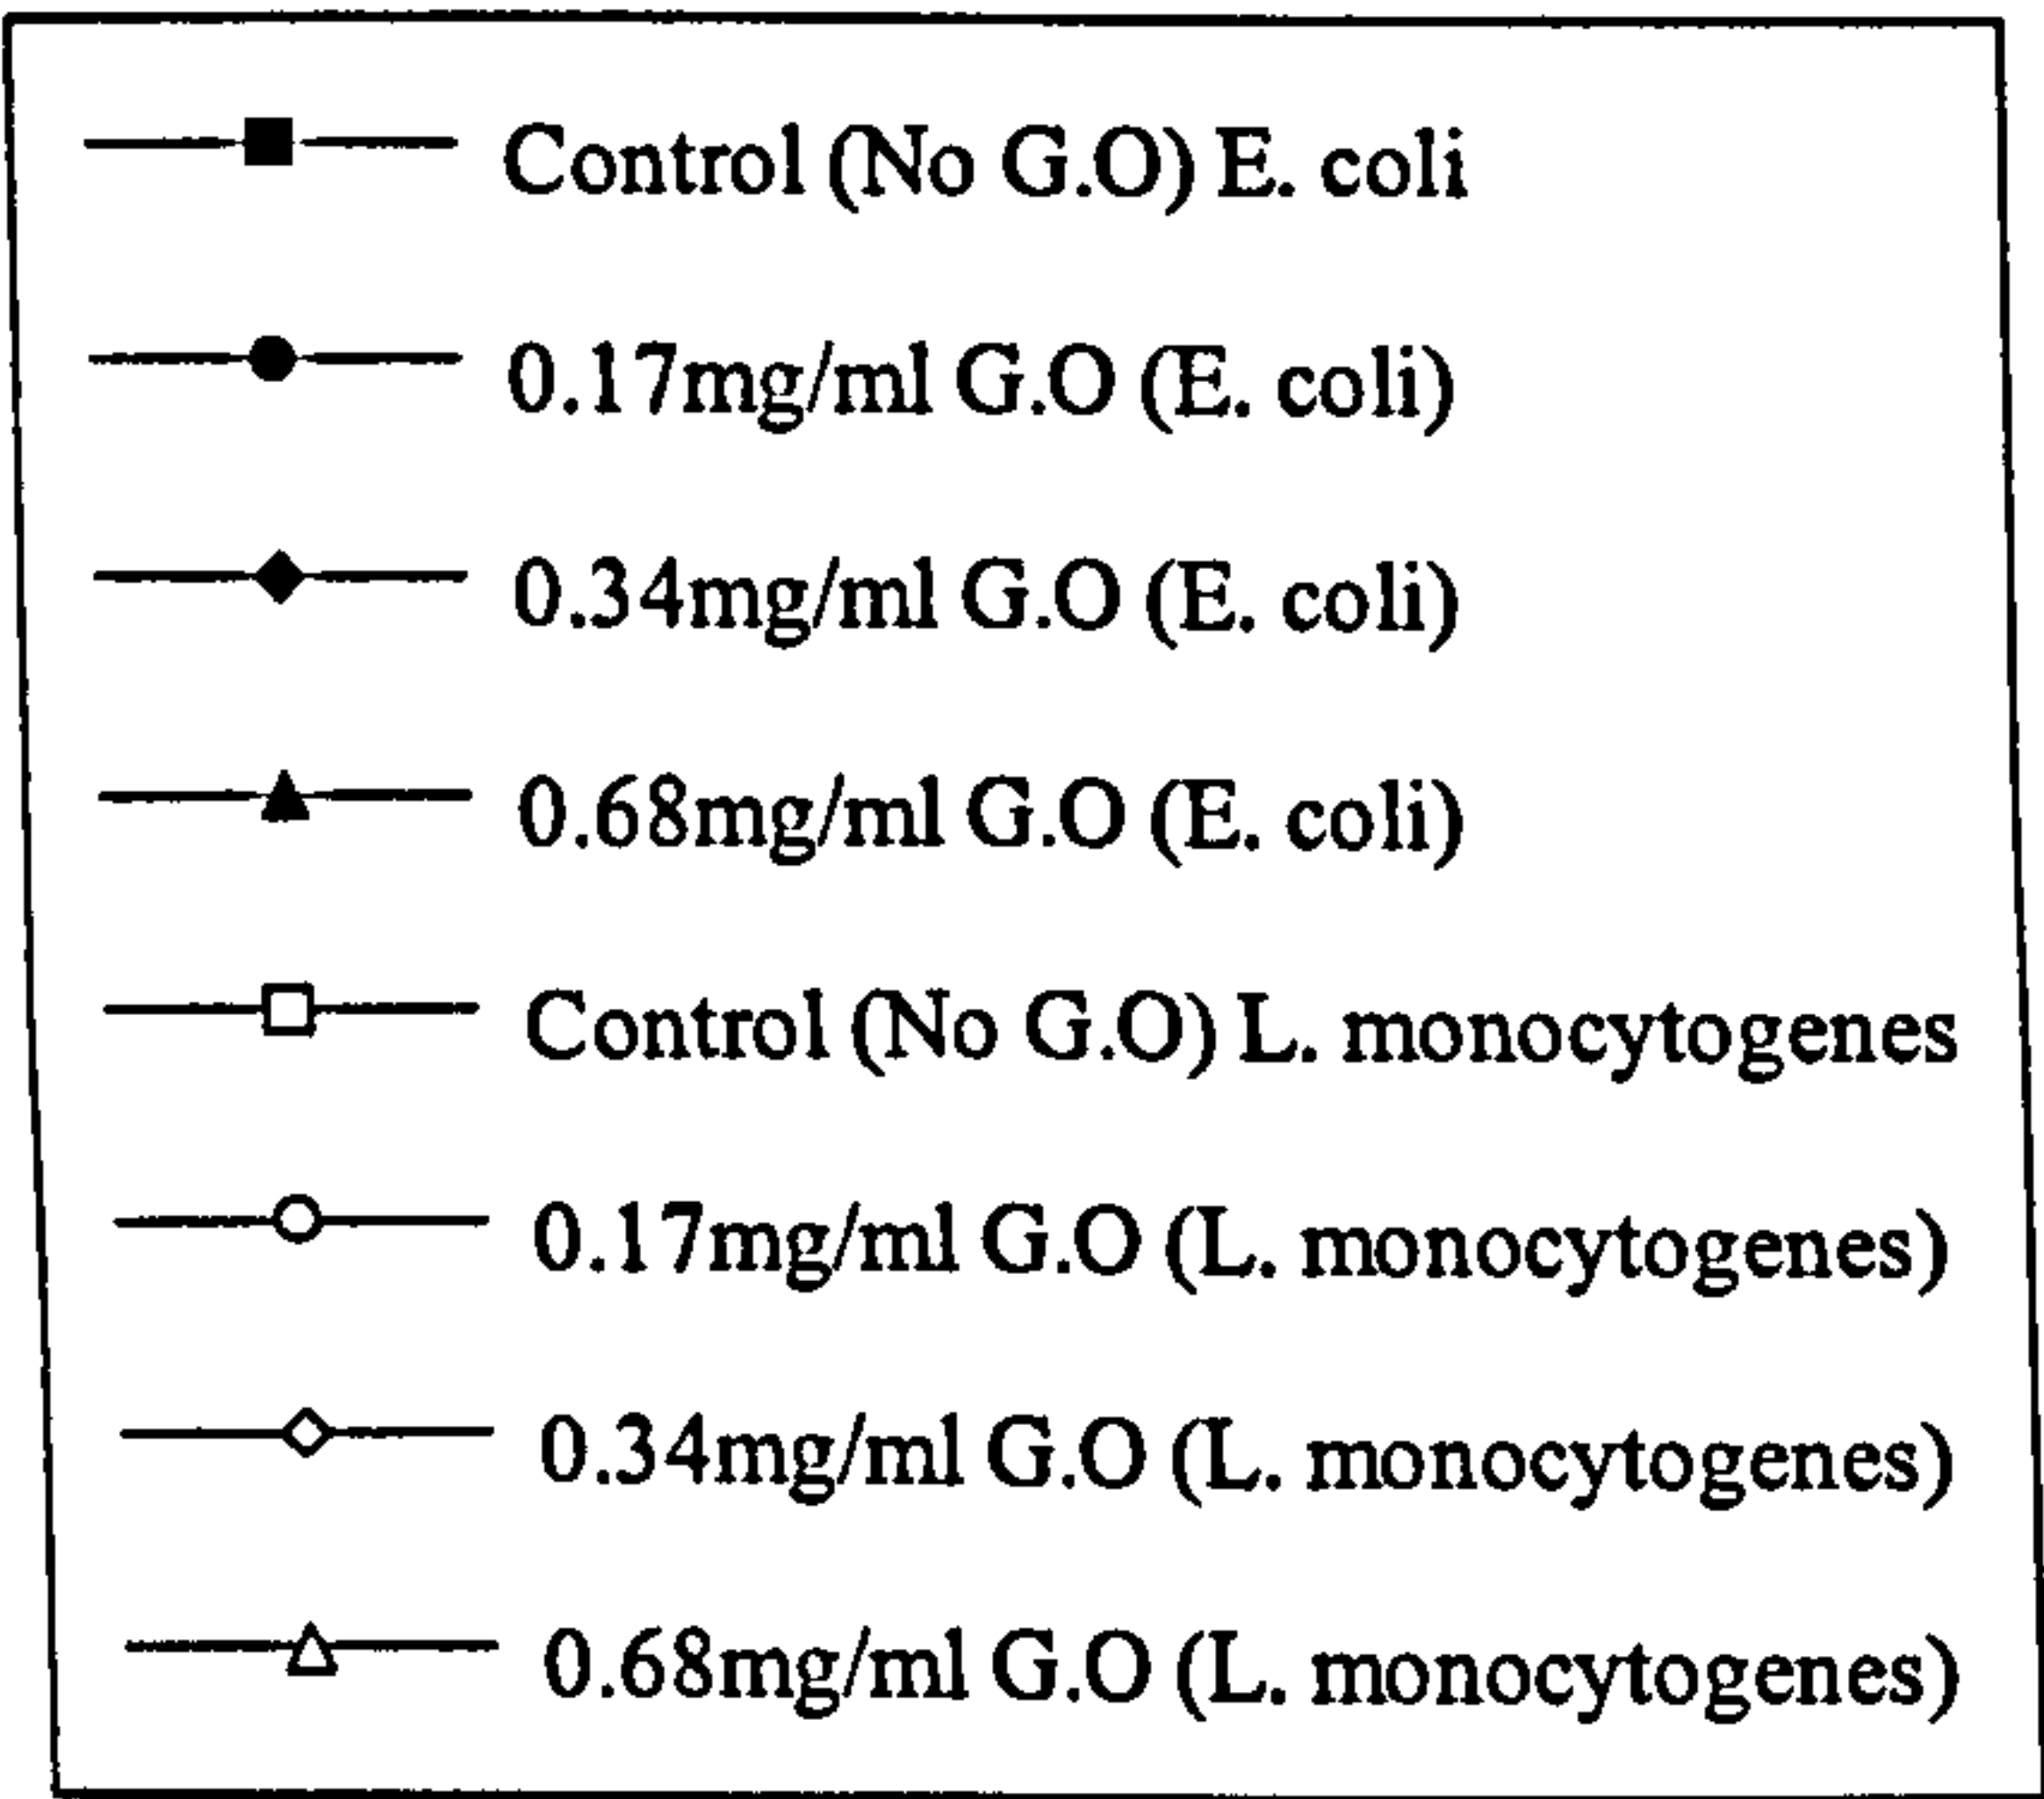 Control (No G.O) E. coli
0.17mg/ml G.O (E. coli)
0.34mg/ml G.O (E. coli)
0.68mg/ml G.O (E. coli)
Control (No G.O) L. monocytogenes
0.17mg/ml G.O (L. monocytogenes)
0.34mg/ml G.O (L. monocytogenes)
0.68mg/ml G.O (L. monocytogenes)